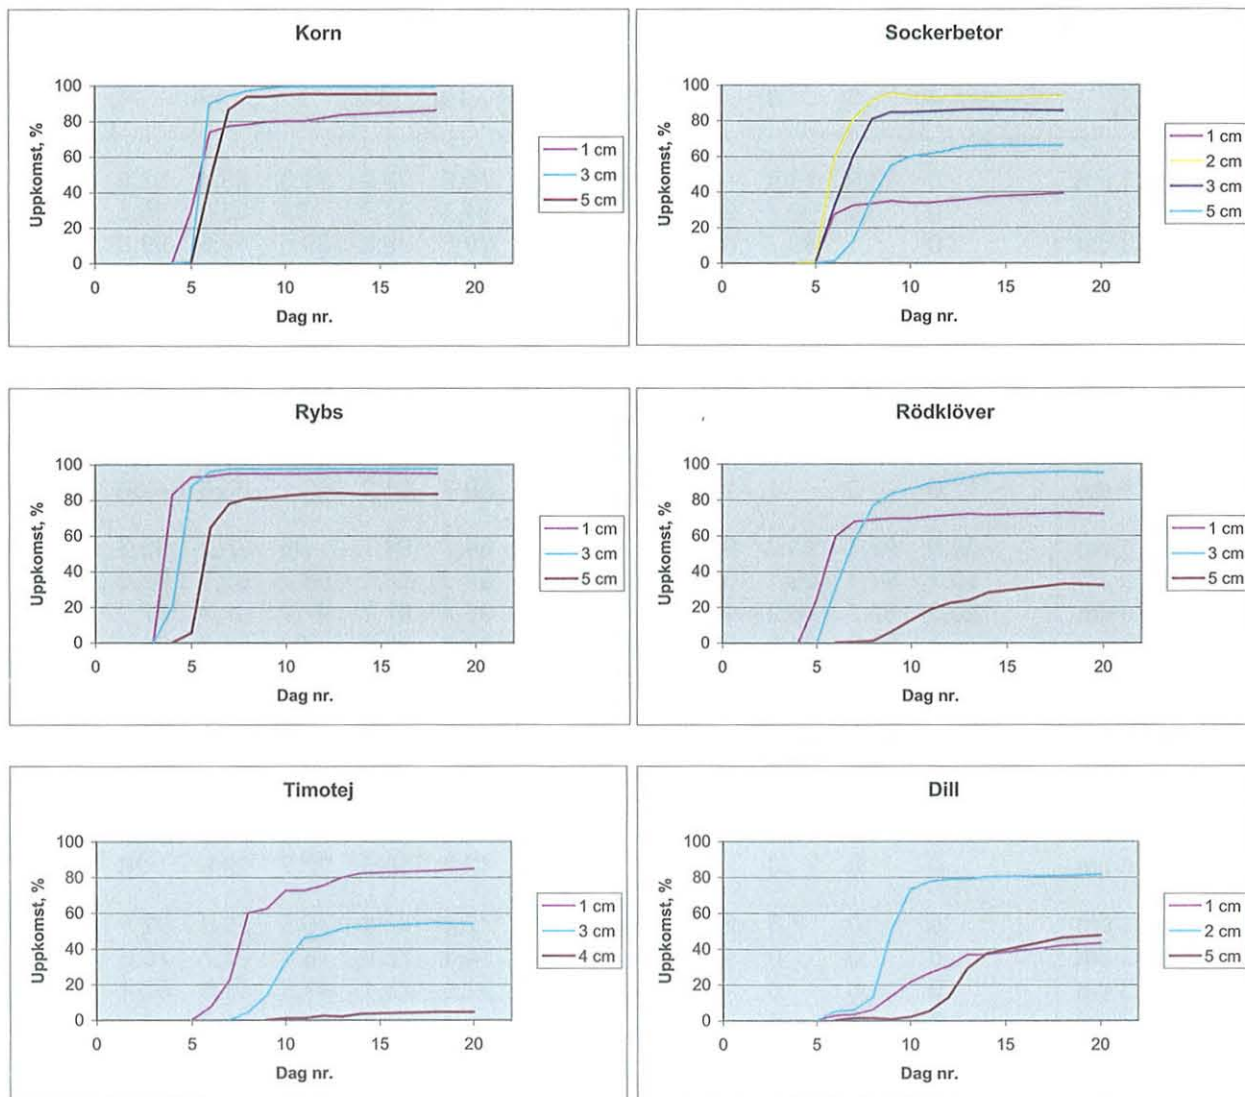 Korn
Uppkomst, %
100
80
60
40
20
0
0 5 10 15 20
Dag nr.
1 cm
3 cm
5 cm
Sockerbetor
Uppkomst, %
100
80
60
40
20
0
0 5 10 15 20
Dag nr.
1 cm
2 cm
3 cm
5 cm
Rybs
Uppkomst, %
100
80
60
40
20
0
0 5 10 15 20
Dag nr.
1 cm
3 cm
5 cm
Rödklöver
Uppkomst, %
100
80
60
40
20
0
0 5 10 15 20
Dag nr.
1 cm
3 cm
5 cm
Timotej
Uppkomst, %
100
80
60
40
20
0
0 5 10 15 20
Dag nr.
1 cm
3 cm
4 cm
Dill
Uppkomst, %
100
80
60
40
20
0
0 5 10 15 20
Dag nr.
1 cm
2 cm
5 cm